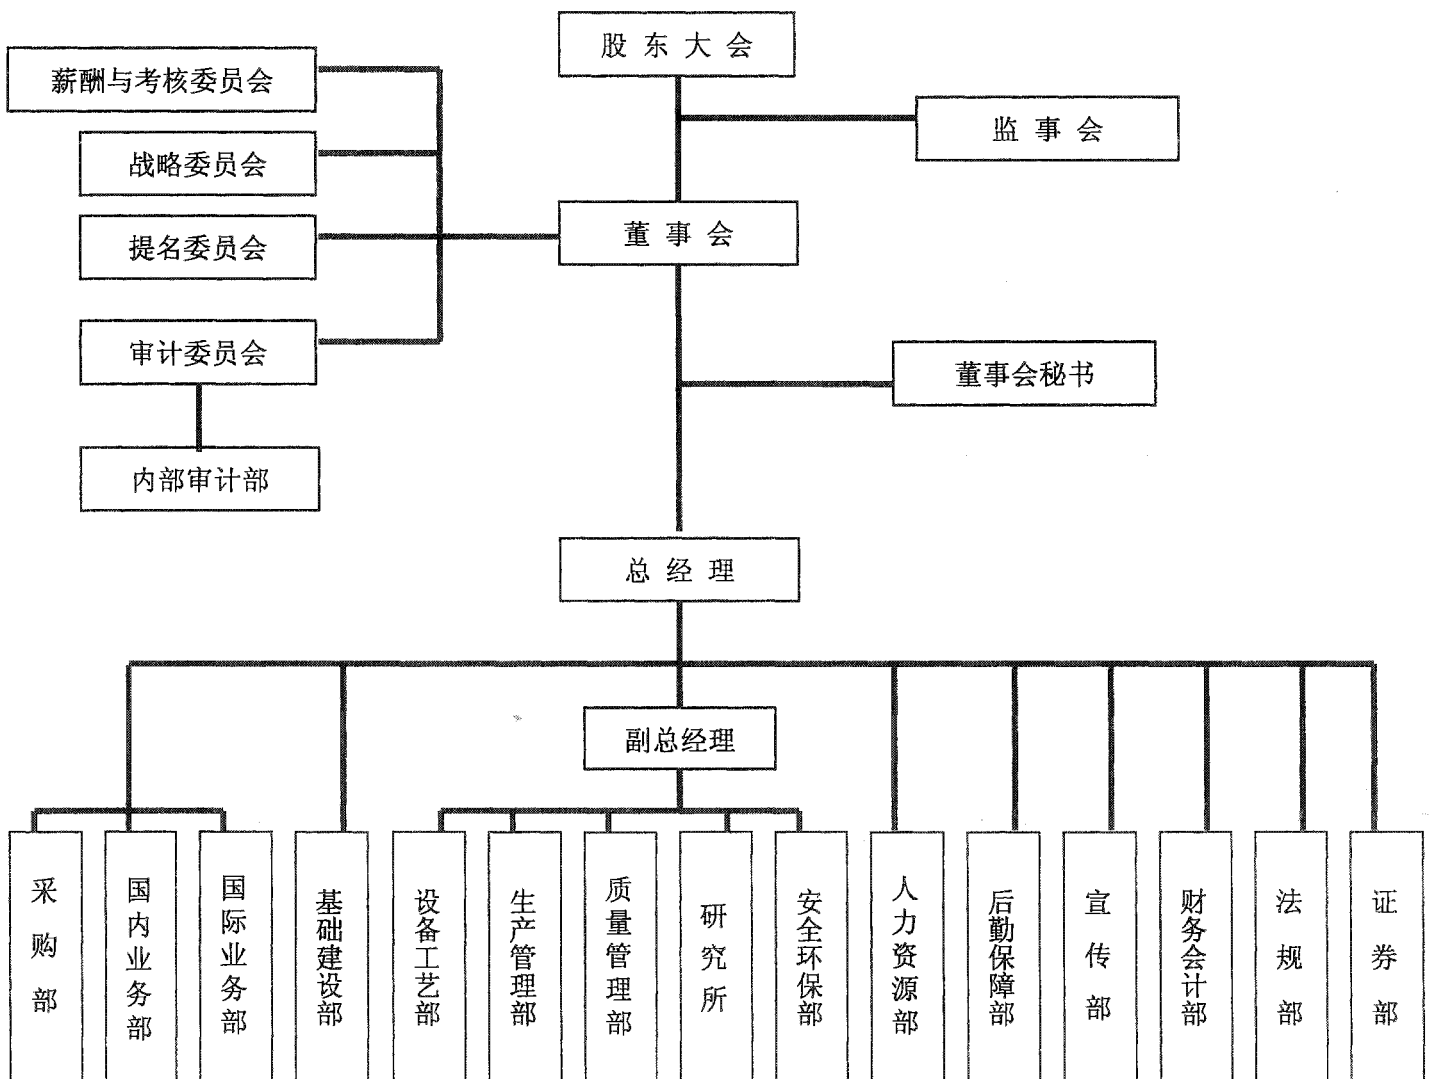 股东大会
薪酬与考核委员会
监事会
战略委员会
董事会
提名委员会
审计委员会
董事会秘书
内部审计部
总经理
副总经理
采购部
国内业务部
国际业务部
基础建设部
设备工艺部
生产管理部
质量管理部
研究所
安全环保部
人力资源部
后勤保障部
宣传部
财务会计部
法规部
证券部